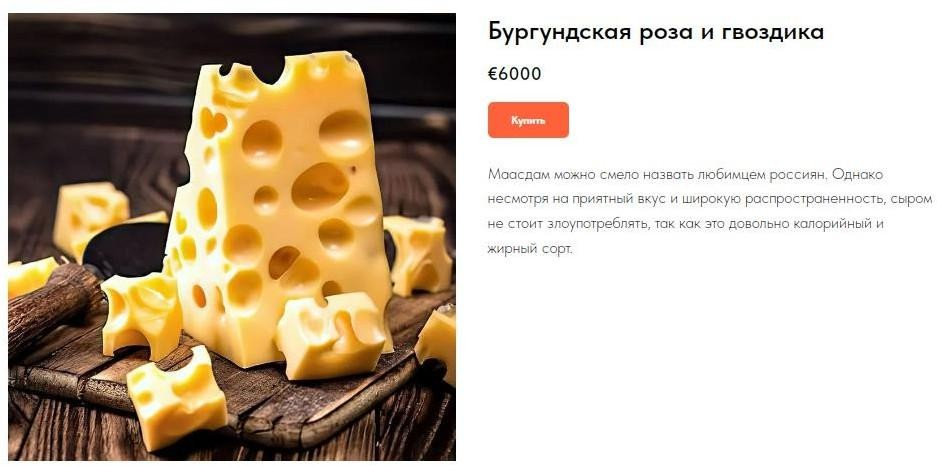 Бургундская роза и гвоздика
€6000
Купить
Маасдам можно смело назвать любимцем россиян. Однако
несмотря на приятный вкус и широкую распространенность, сыром
не стоит злоупотреблять, так как это довольно калорийный и
жирный сорт.